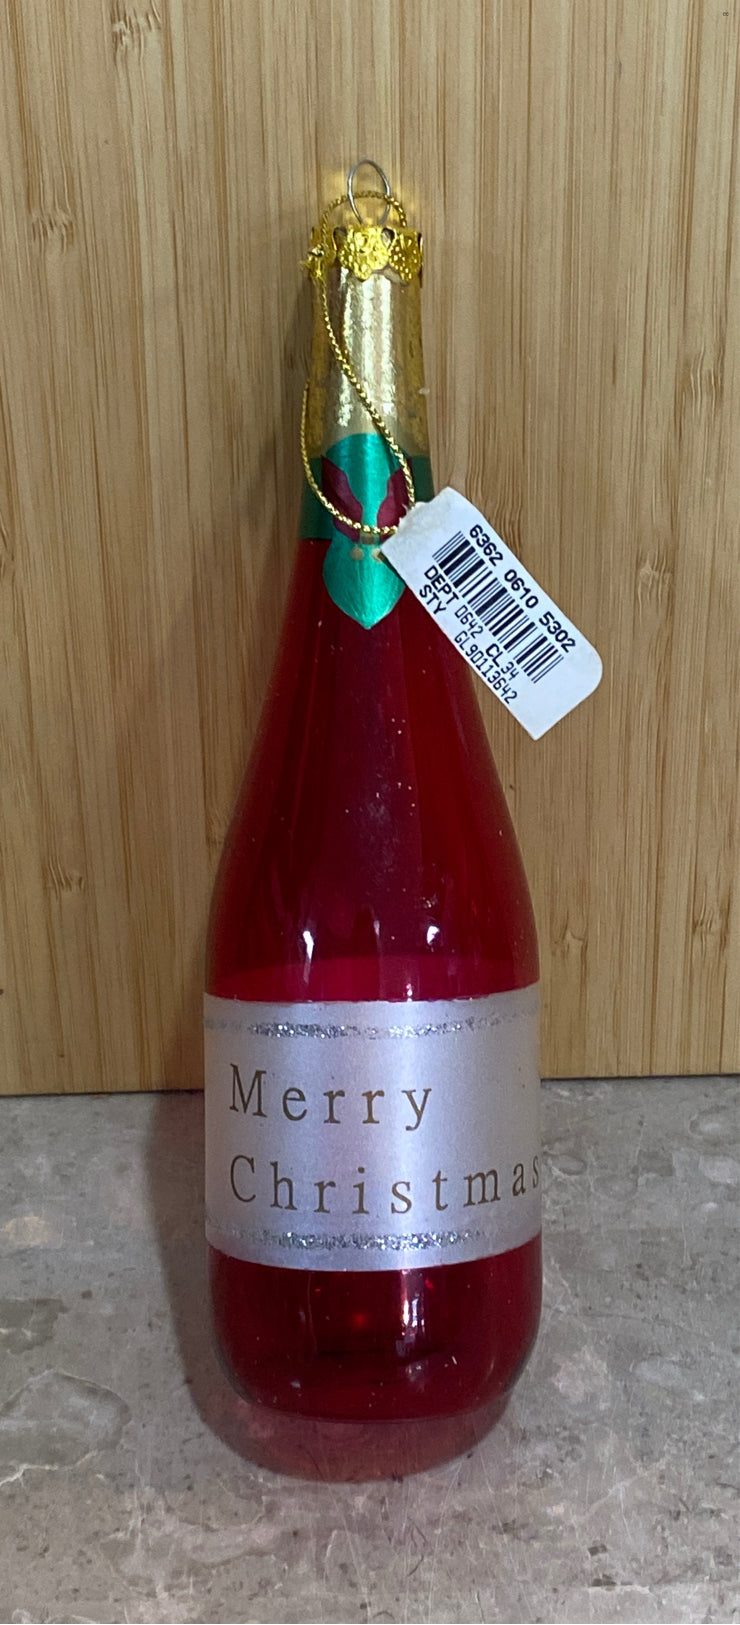 6362 0610 5302
DEPT 0642 CL 34
STY GL9D113642
Merry
Christmas